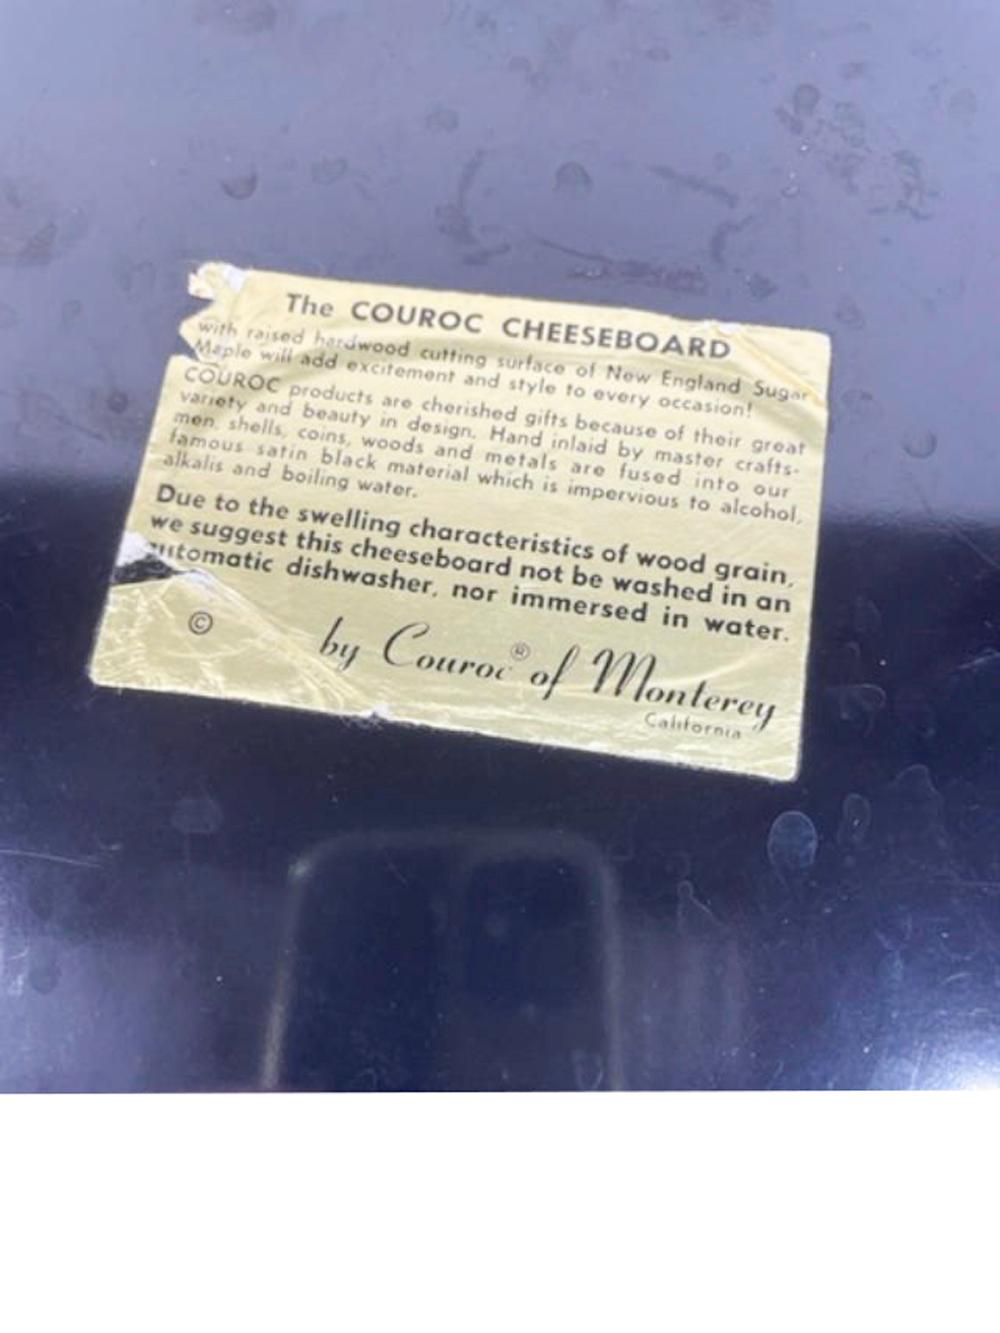 The COUROC CHEESEBOARD
with raised hardwood cutting surface of New England Sugar
Maple will add excitement and style to every occasion!
COUROC products are cherished gifts because of their great
variety and beauty in design. Hand inlaid by master crafts-
men, shells, coins, woods and metals are fused into our
famous satin black material which is impervious to alcohol,
alkalis and boiling water.
Due to the swelling characteristics of wood grain,
we suggest this cheeseboard not be washed in an
automatic dishwasher, nor immersed in water.
©
by Couroc® of Monterey
California